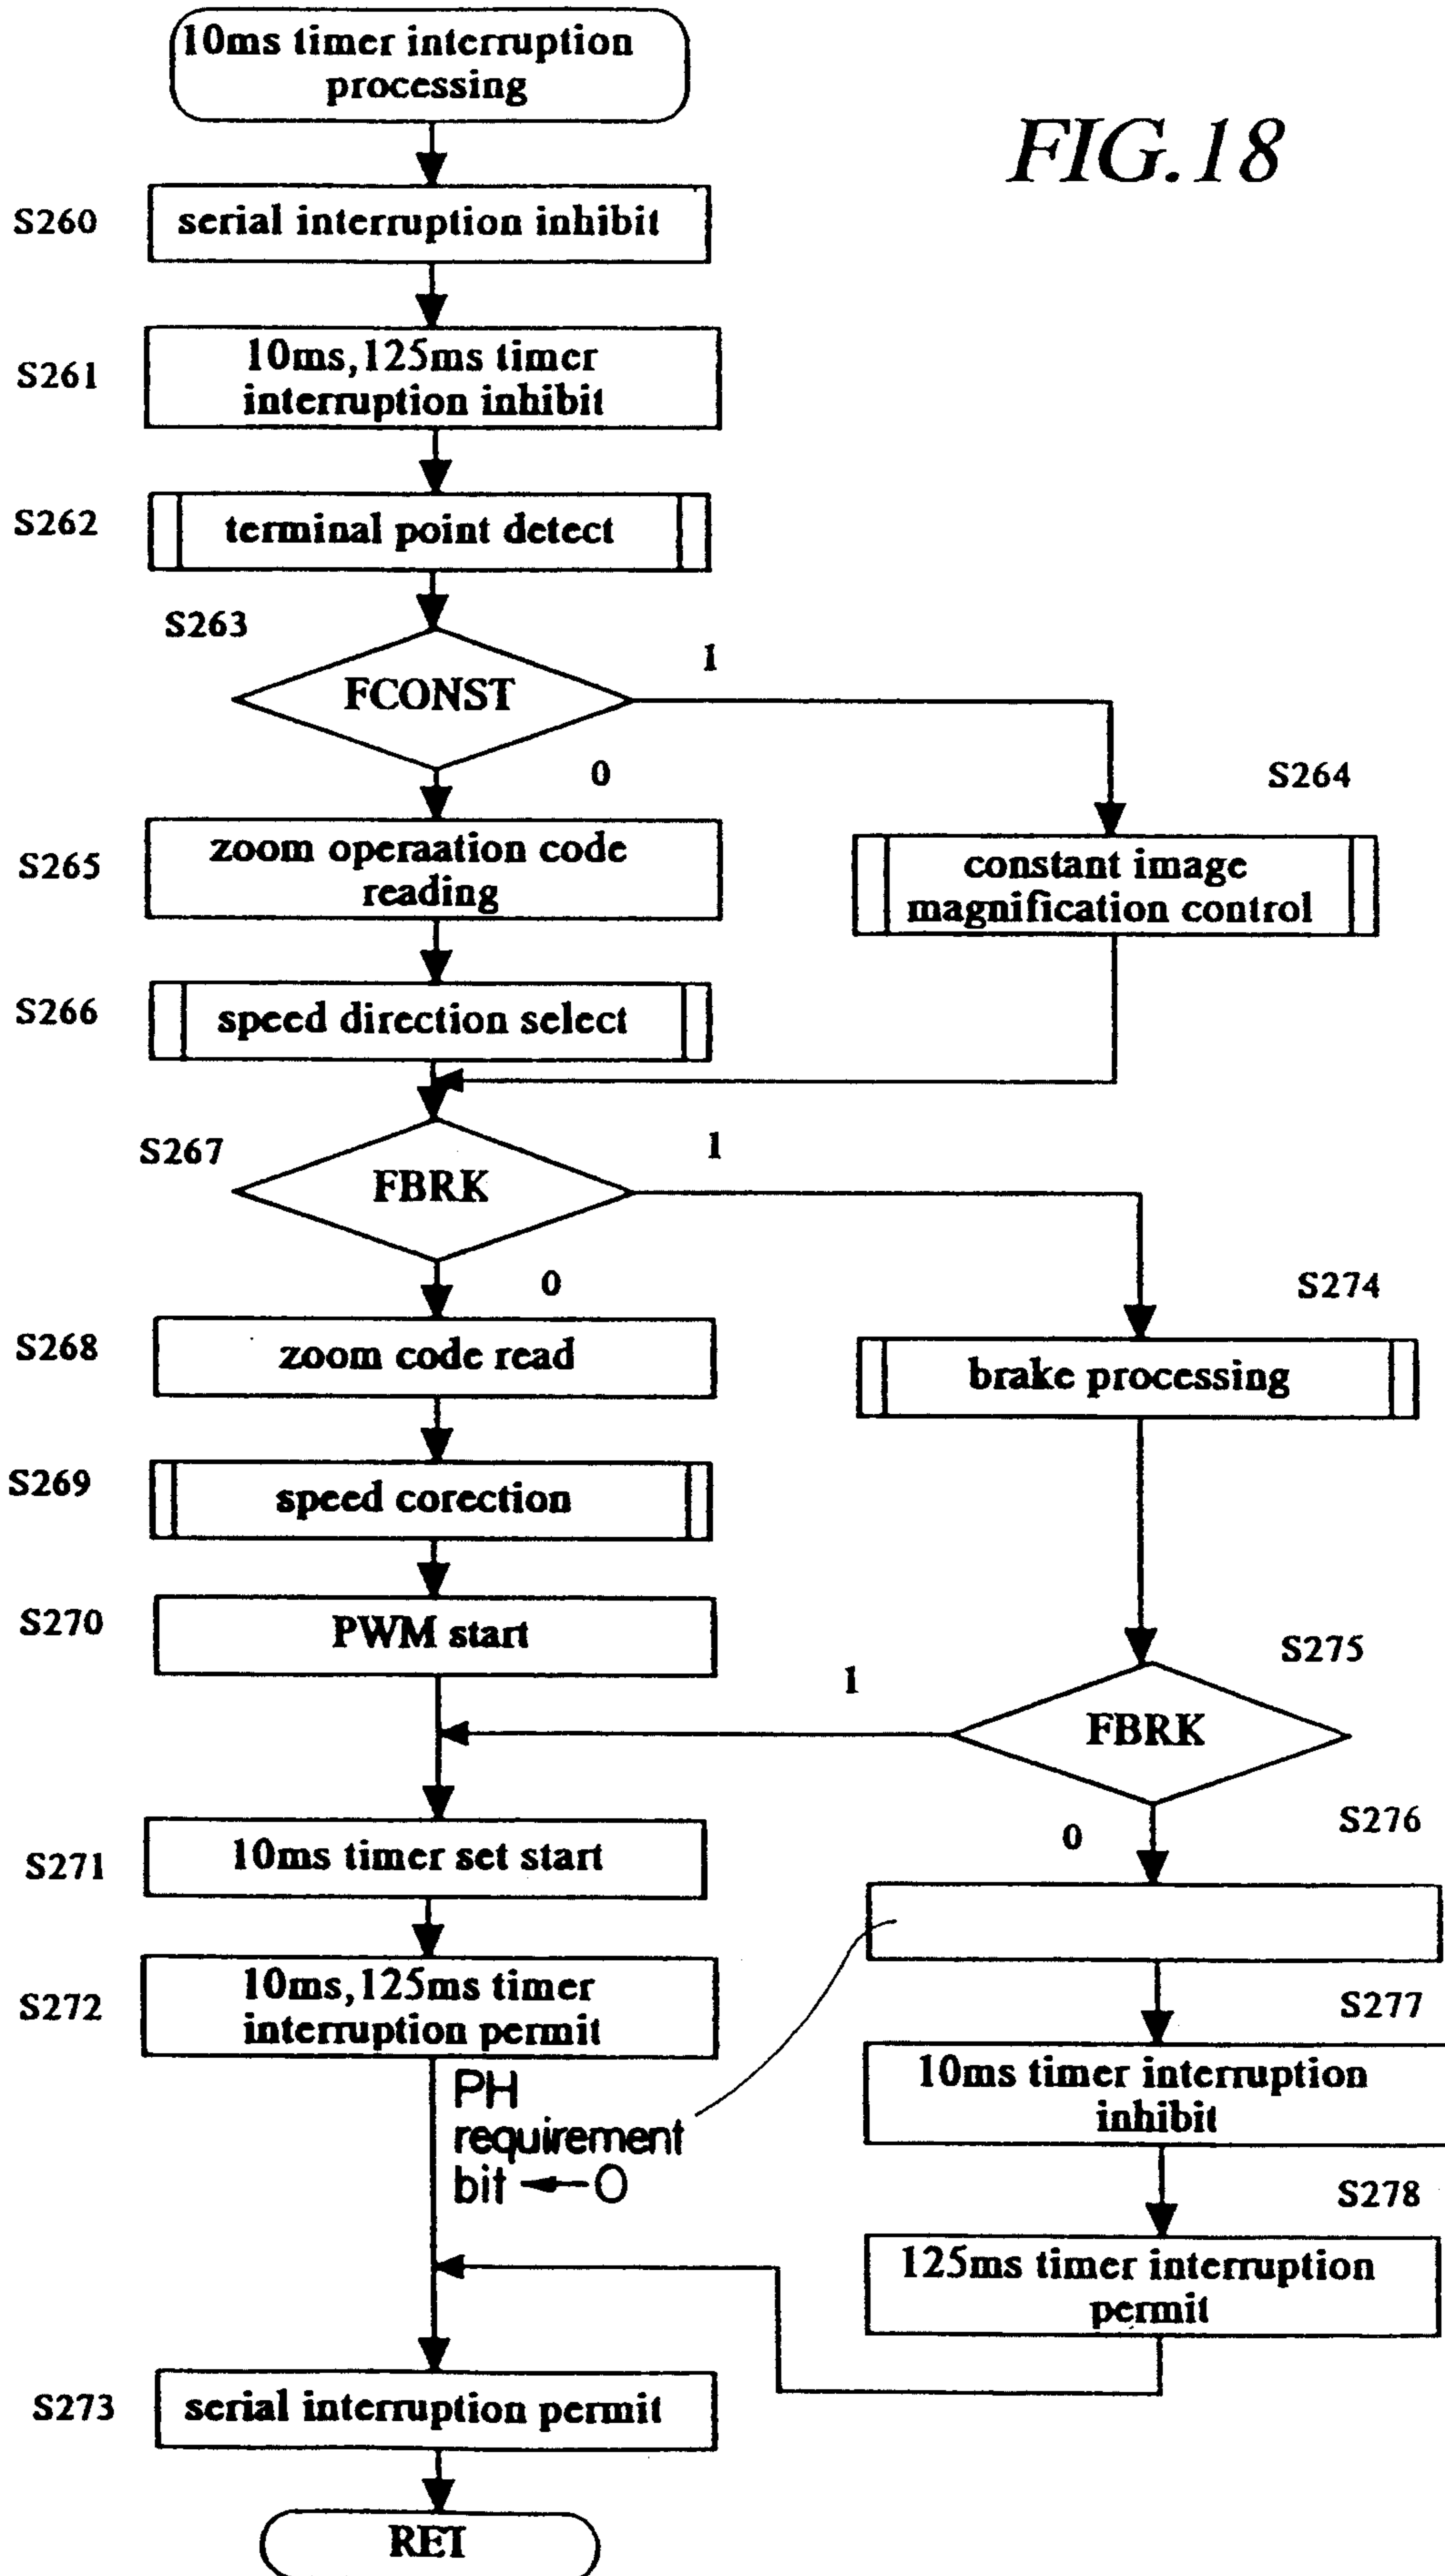 10ms timer interruption
processing
FIG.18
S260
serial interruption inhibit
S261
10ms,125ms timer
interruption inhibit
S262
terminal point detect
S263
FCONST
1
0
S264
constant image
magnification control
S265
zoom operaation code
reading
S266
speed direction select
S267
FBRK
1
0
S268
zoom code read
S274
brake processing
S269
speed corection
S270
PWM start
S275
FBRK
1
0
S271
10ms timer set start
S276
S272
10ms,125ms timer
interruption permit
PH
requirement
bit ← O
S277
10ms timer interruption
inhibit
S278
125ms timer interruption
permit
S273
serial interruption permit
RET